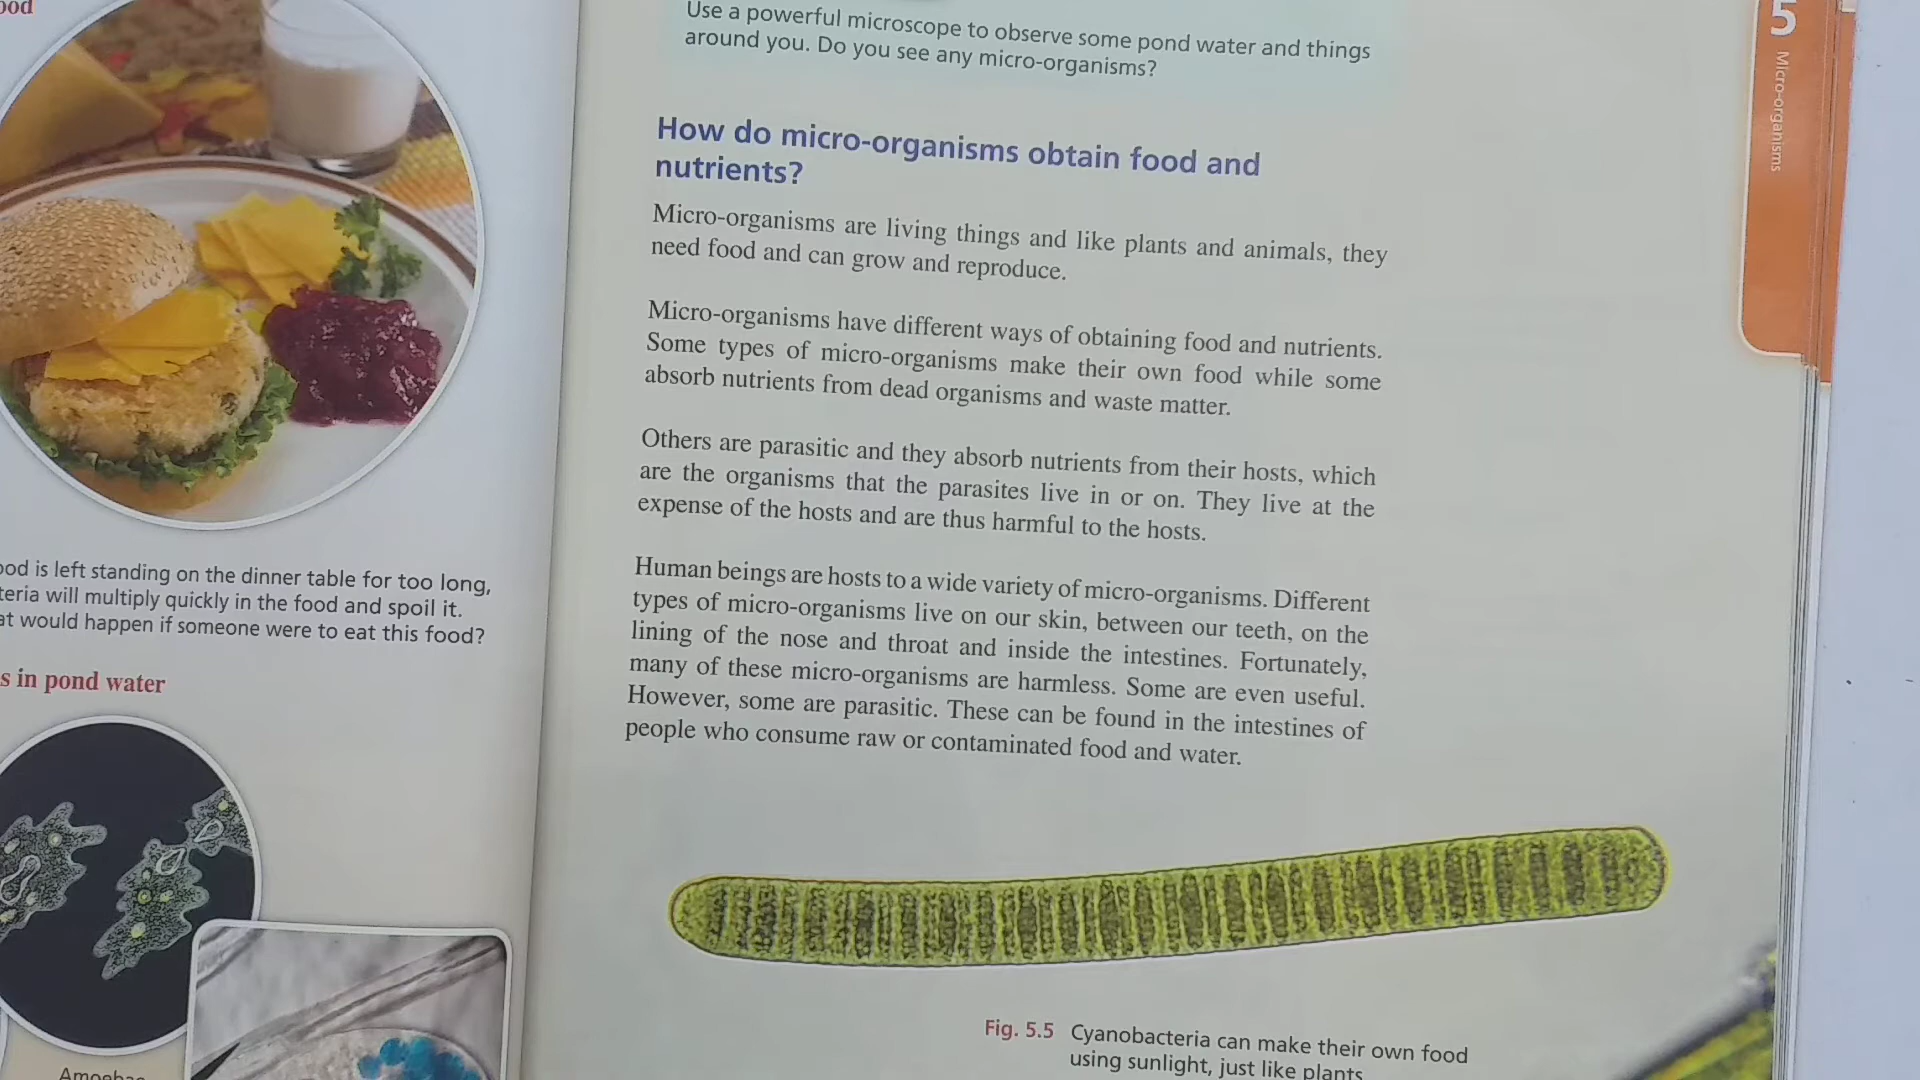 ood
ood is left standing on the dinner table for too long,
teria will multiply quickly in the food and spoil it.
at would happen if someone were to eat this food?
s in pond water
Amoebae
Use a powerful microscope to observe some pond water and things
around you. Do you see any micro-organisms?
How do micro-organisms obtain food and
nutrients?
Micro-organisms are living things and like plants and animals, they
need food and can grow and reproduce.
Micro-organisms have different ways of obtaining food and nutrients.
Some types of micro-organisms make their own food while some
absorb nutrients from dead organisms and waste matter.
Others are parasitic and they absorb nutrients from their hosts, which
are the organisms that the parasites live in or on. They live at the
expense of the hosts and are thus harmful to the hosts.
Human beings are hosts to a wide variety of micro-organisms. Different
types of micro-organisms live on our skin, between our teeth, on the
lining of the nose and throat and inside the intestines. Fortunately,
many of these micro-organisms are harmless. Some are even useful.
However, some are parasitic. These can be found in the intestines of
people who consume raw or contaminated food and water.
Fig. 5.5 Cyanobacteria can make their own food
using sunlight, just like plants
5
Micro-organisms